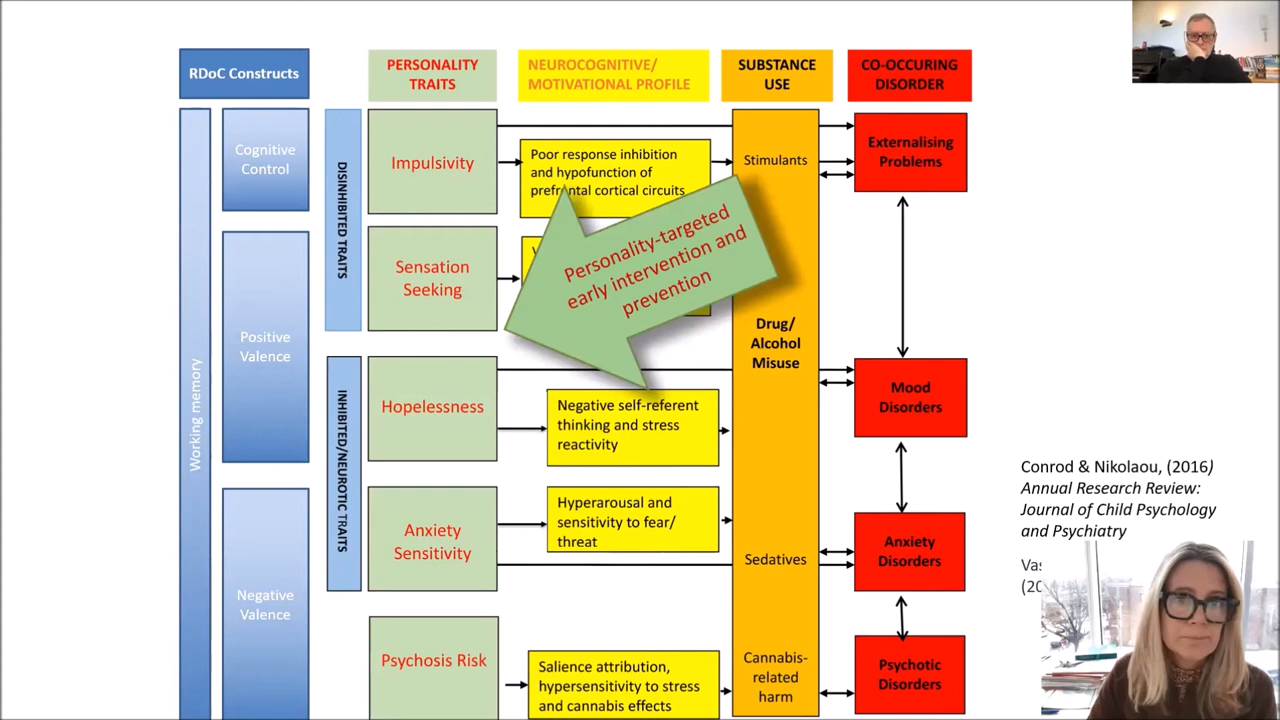 RDoC Constructs
PERSONALITY
TRAITS
NEUROCOGNITIVE/
MOTIVATIONAL PROFILE
SUBSTANCE
USE
CO-OCCURING
DISORDER
Working memory
Cognitive
Control
Positive
Valence
Negative
Valence
DISINHIBITED TRAITS
INHIBITED/NEUROTIC TRAITS
Impulsivity
Sensation
Seeking
Hopelessness
Anxiety
Sensitivity
Psychosis Risk
Poor response inhibition
and hypofunction of
prefrontal cortical circuits
Personality-targeted
early intervention and
prevention
Negative self-referent
thinking and stress
reactivity
Hyperarousal and
sensitivity to fear/
threat
Salience attribution,
hypersensitivity to stress
and cannabis effects
Stimulants
Drug/
Alcohol
Misuse
Sedatives
Cannabis-
related
harm
Externalising
Problems
Mood
Disorders
Anxiety
Disorders
Psychotic
Disorders
Conrod & Nikolaou, (2016)
Annual Research Review:
Journal of Child Psychology
and Psychiatry